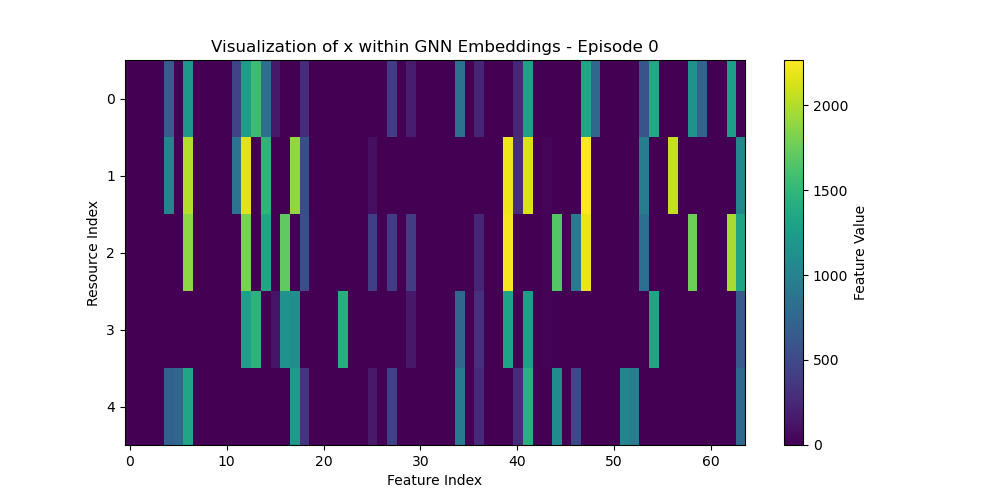 Visualization of x within GNN Embeddings - Episode 0
Resource Index
0
1
2
3
4
0 10 20 30 40 50 60
Feature Index
2000
1500
1000
500
0
Feature Value